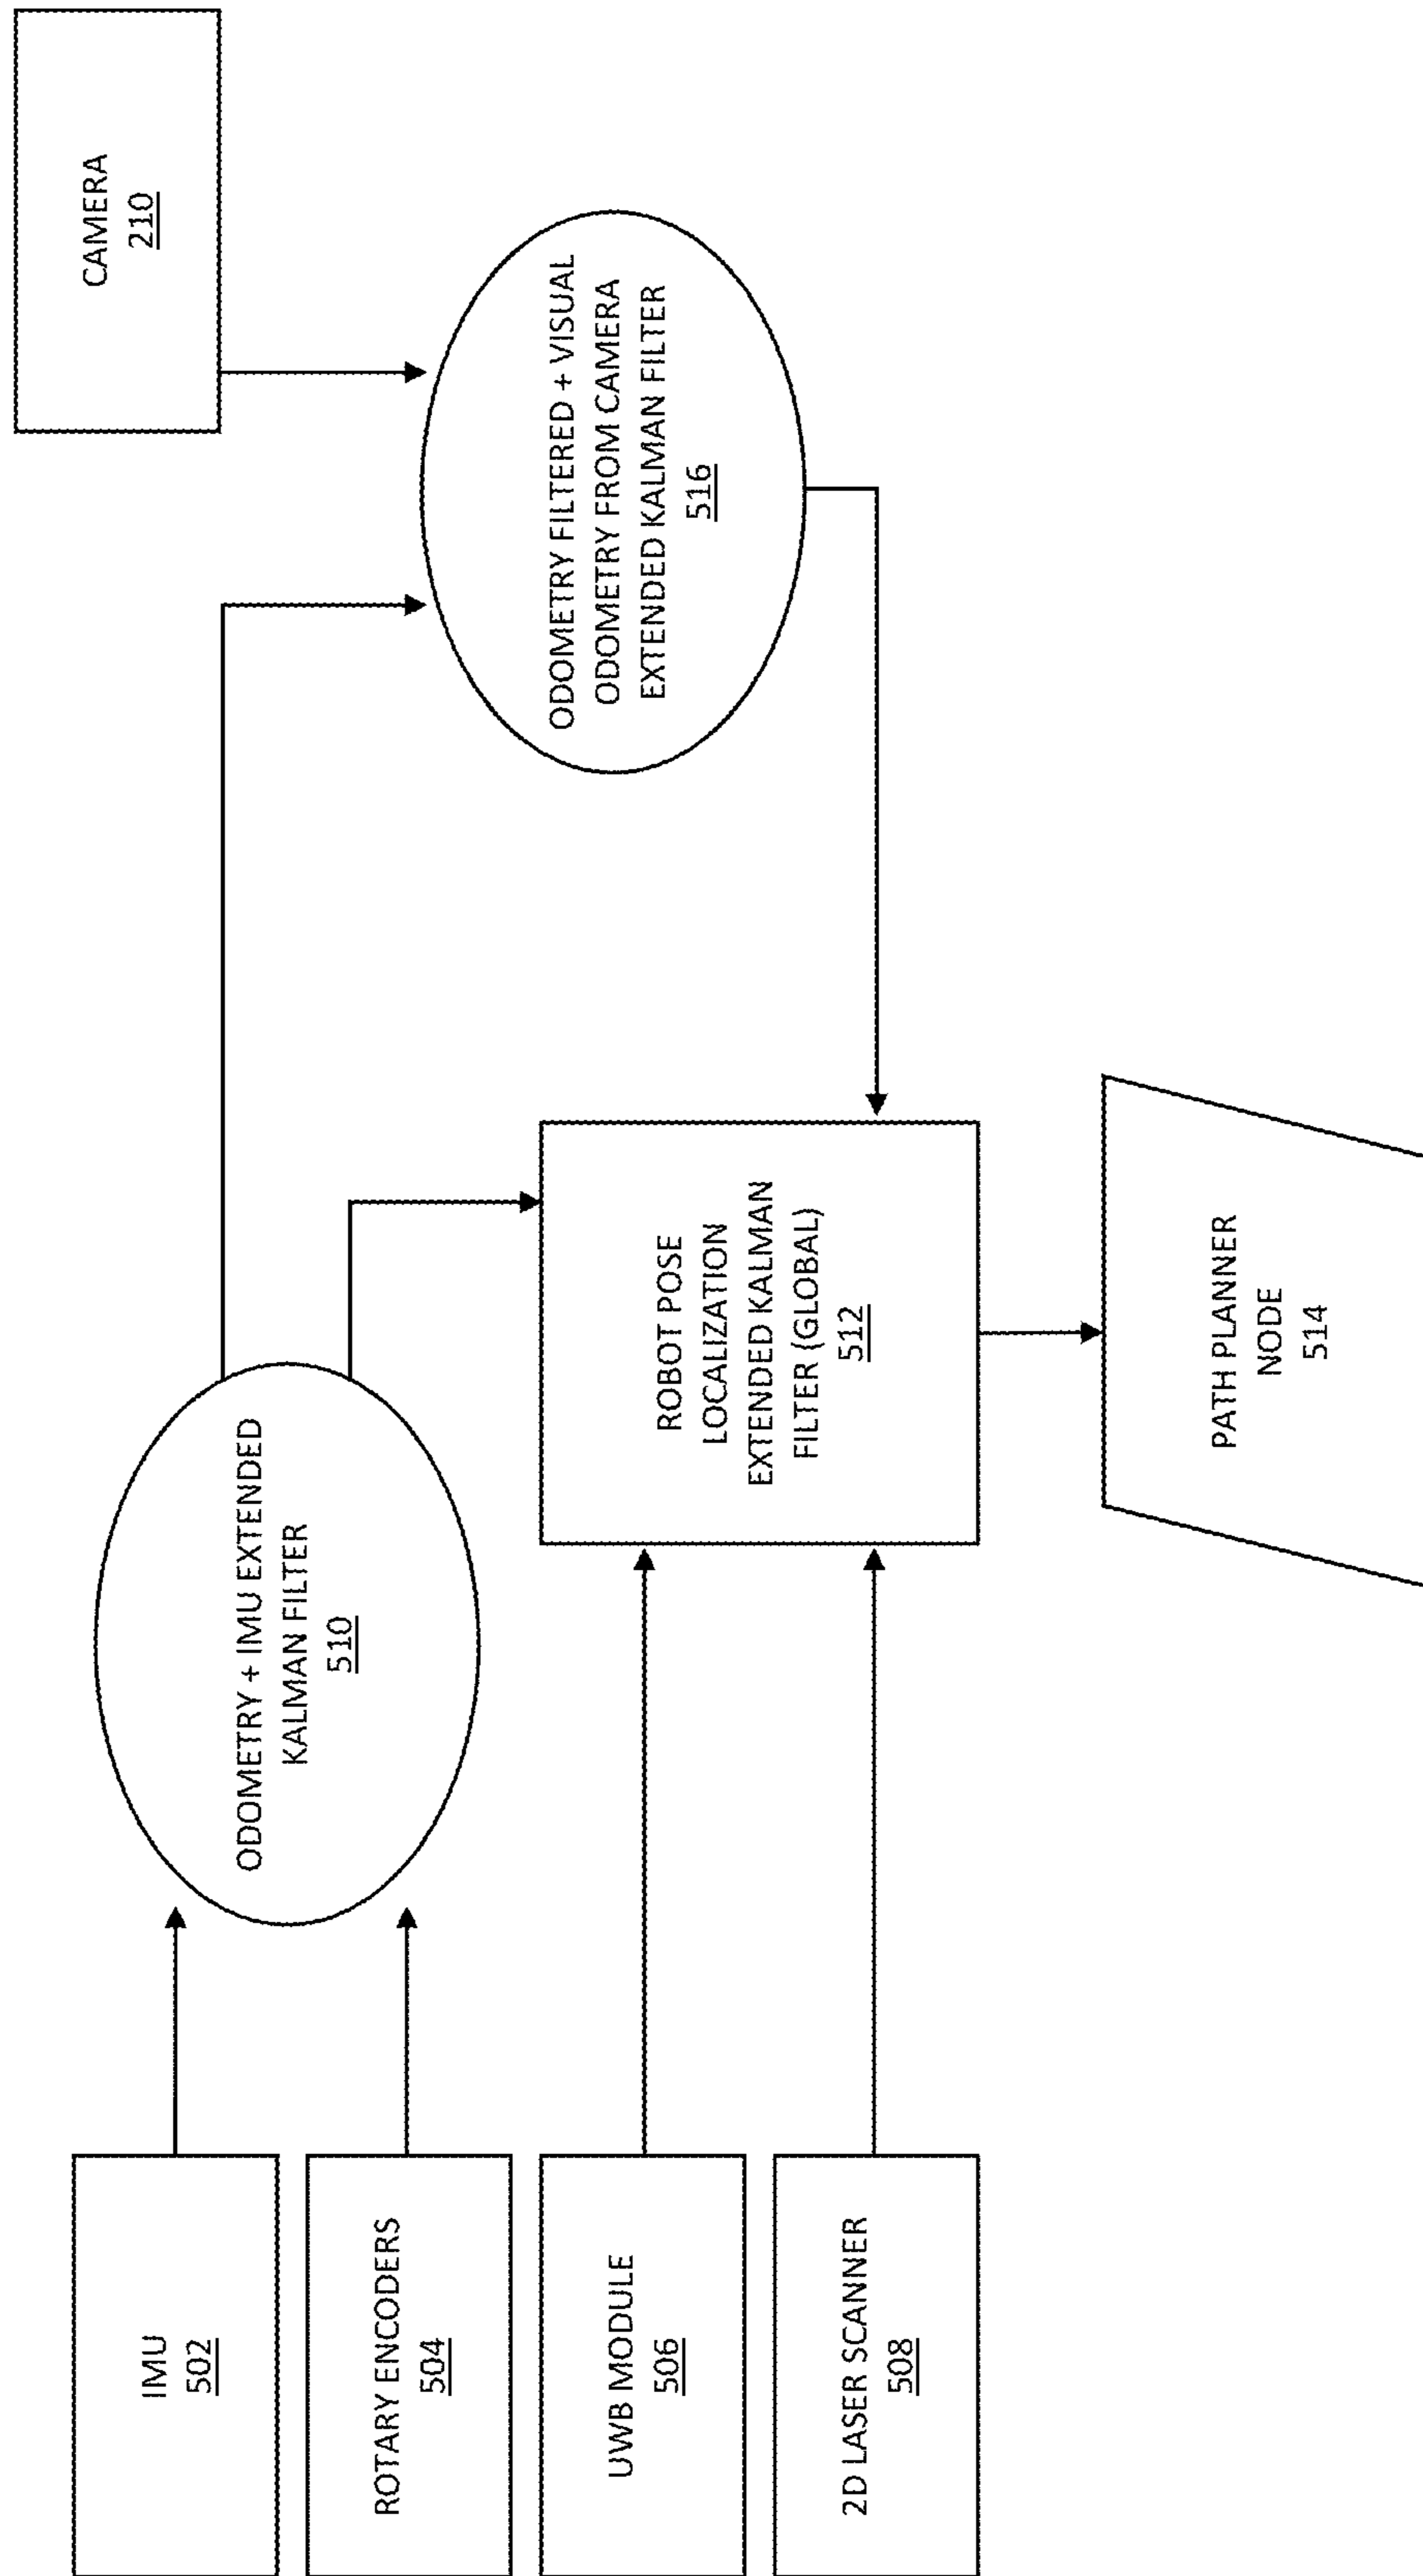 IMU
502
ROTARY ENCODERS
504
UWB MODULE
506
2D LASER SCANNER
508
ODOMETRY + IMU EXTENDED
KALMAN FILTER
510
ROBOT POSE
LOCALIZATION
EXTENDED KALMAN
FILTER (GLOBAL)
512
PATH PLANNER
NODE
514
CAMERA
210
ODOMETRY FILTERED + VISUAL
ODOMETRY FROM CAMERA
EXTENDED KALMAN FILTER
516